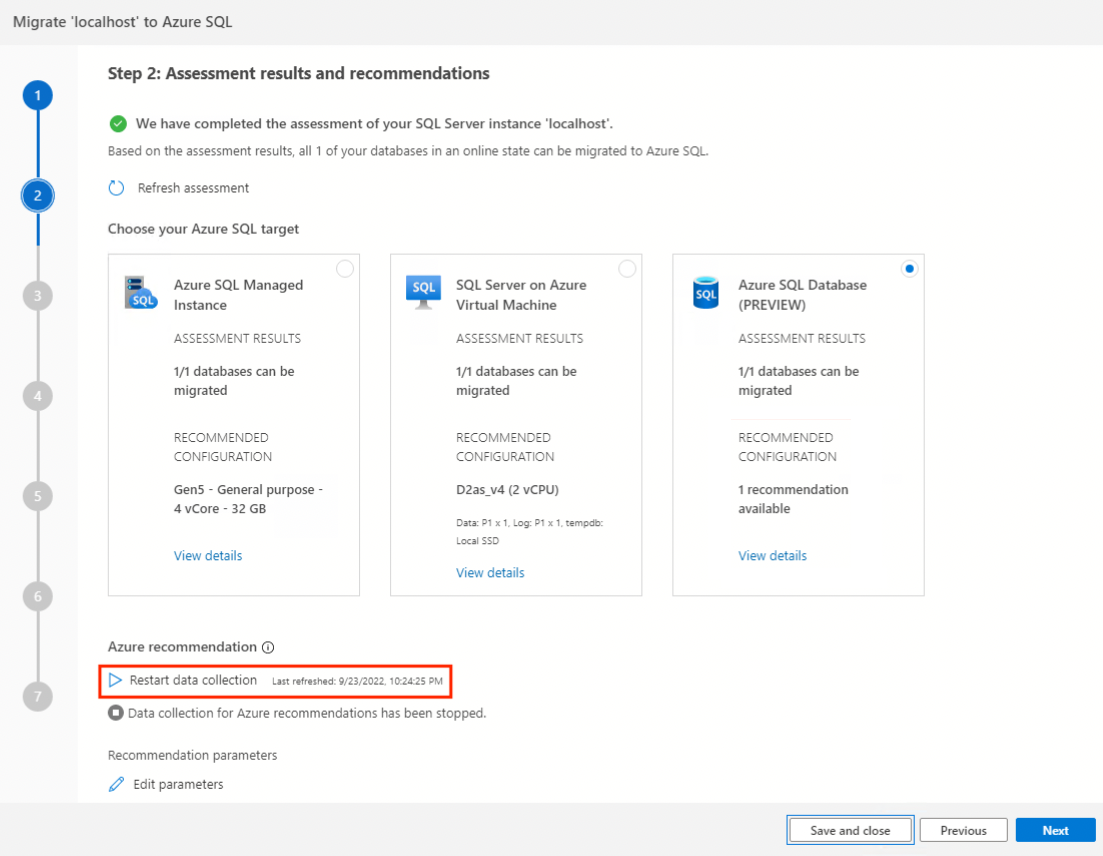 Migrate 'localhost' to Azure SQL
Step 2: Assessment results and recommendations
1
We have completed the assessment of your SQL Server instance 'localhost'.
Based on the assessment results, all 1 of your databases in an online state can be migrated to Azure SQL.
2
Refresh assessment
Choose your Azure SQL target
SQL
Azure SQL Managed
Instance
ASSESSMENT RESULTS
1/1 databases can be
migrated
RECOMMENDED
CONFIGURATION
Gen5 - General purpose -
4 vCore - 32 GB
View details
SQL
SQL Server on Azure
Virtual Machine
ASSESSMENT RESULTS
1/1 databases can be
migrated
RECOMMENDED
CONFIGURATION
D2as_v4 (2 vCPU)
Data: P1 x 1, Log: P1 x 1, tempdb:
Local SSD
View details
SQL
Azure SQL Database
(PREVIEW)
ASSESSMENT RESULTS
1/1 databases can be
migrated
RECOMMENDED
CONFIGURATION
1 recommendation
available
View details
3
4
5
6
7
Azure recommendation
Restart data collection Last refreshed: 9/23/2022, 10:24:25 PM
Data collection for Azure recommendations has been stopped.
Recommendation parameters
Edit parameters
Save and close
Previous
Next